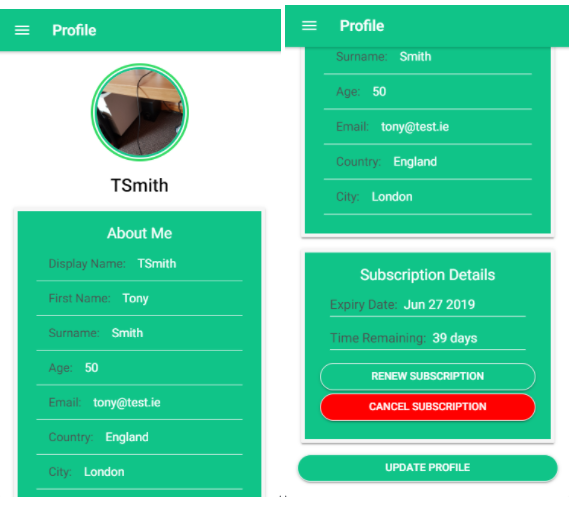 Profile
TSmith
About Me
Display Name: TSmith
First Name: Tony
Surname: Smith
Age: 50
Email: tony@test.ie
Country: England
City: London
Profile
Surname: Smith
Age: 50
Email: tony@test.ie
Country: England
City: London
Subscription Details
Expiry Date: Jun 27 2019
Time Remaining: 39 days
RENEW SUBSCRIPTION
CANCEL SUBSCRIPTION
UPDATE PROFILE